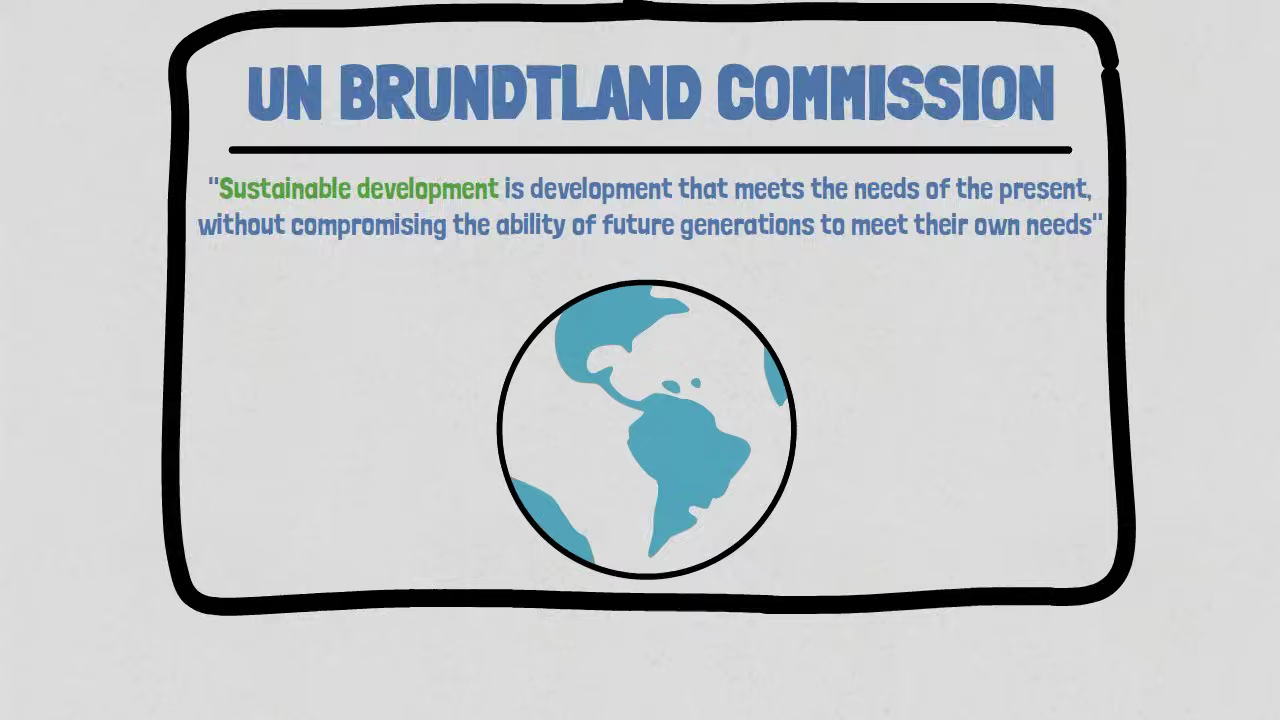 UN BRUNDTLAND COMMISSION
"Sustainable development is development that meets the needs of the present,
without compromising the ability of future generations to meet their own needs"